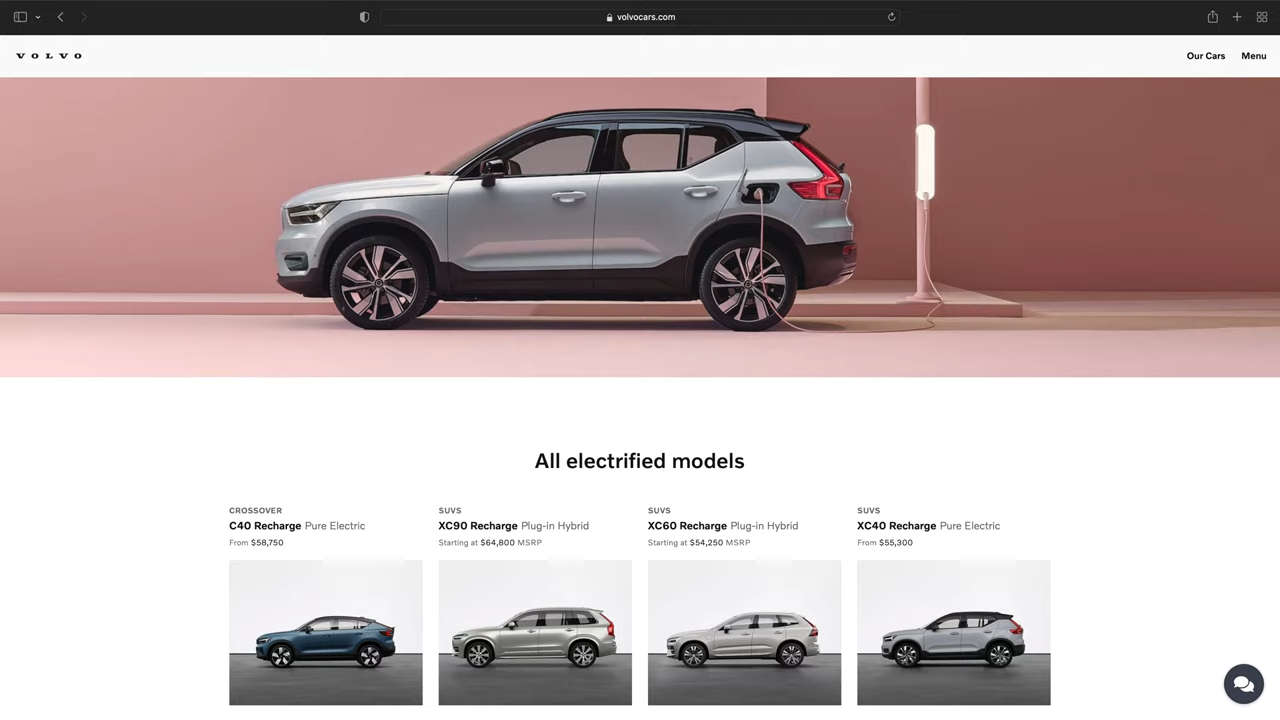 volvocars.com
VOLVO
Our Cars
Menu
All electrified models
CROSSOVER
C40 Recharge Pure Electric
From $58,750
SUVS
XC90 Recharge Plug-in Hybrid
Starting at $64,800 MSRP
SUVS
XC60 Recharge Plug-in Hybrid
Starting at $54,250 MSRP
SUVS
XC40 Recharge Pure Electric
From $55,300